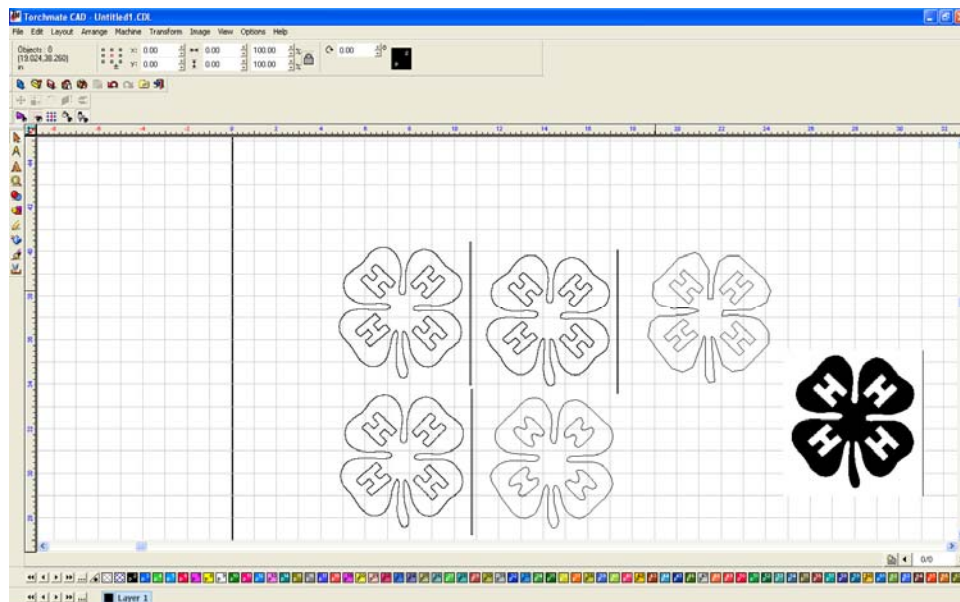 Torchmate CAD - Untitled1.CDL
File Edit Layout Arrange Machine Transform Image View Options Help
Objects: 0
(19.024,38.260)
in
x: 0.00 0.00 100.00 % 0.00
y: 0.00 0.00 100.00 %
H H H H H H
H H H H H H
H H
H H H H
H H
H H H H
0/0
Layer 1